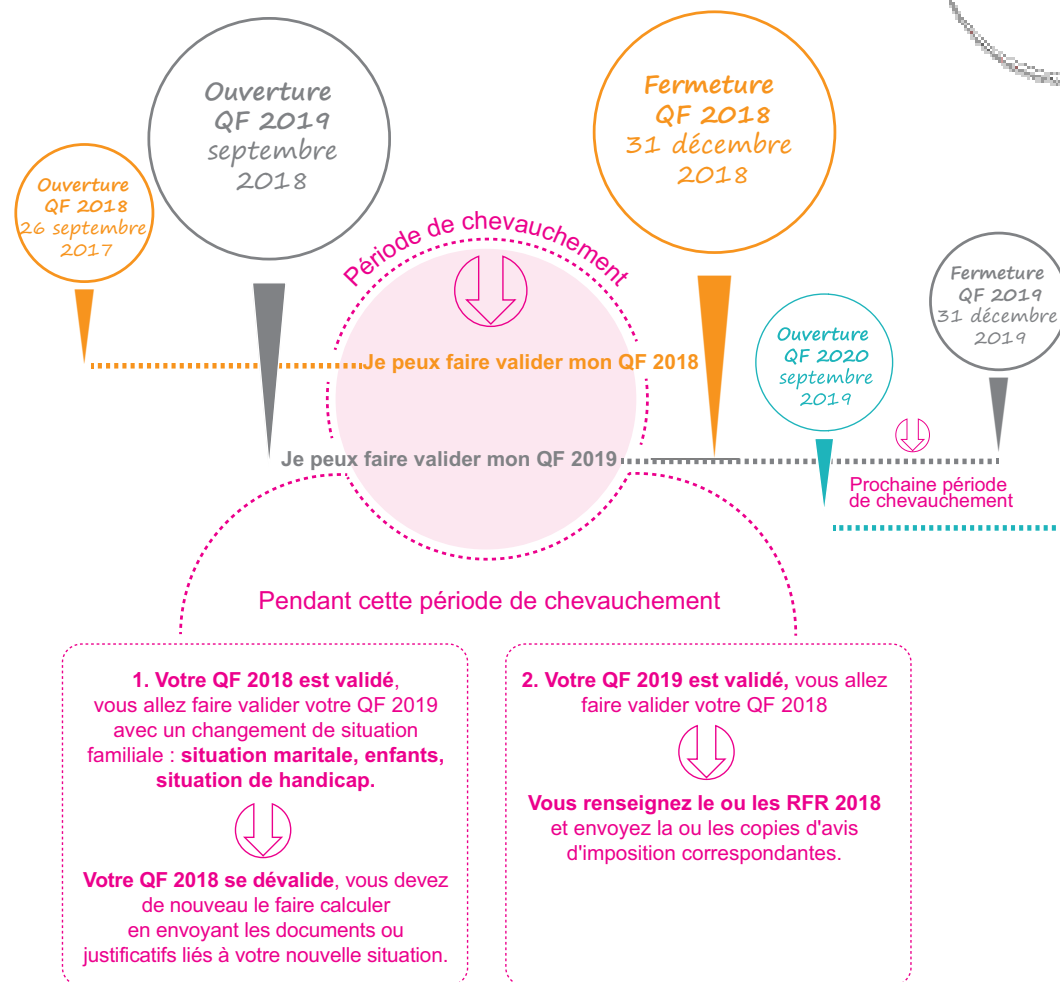 Ouverture
QF 2018
26 septembre
2017
Ouverture
QF 2019
septembre
2018
Fermeture
QF 2018
31 décembre
2018
Période de chevauchement
Fermeture
QF 2019
31 décembre
2019
Ouverture
QF 2020
septembre
2019
Je peux faire valider mon QF 2018
Je peux faire valider mon QF 2019
Prochaine période
de chevauchement
Pendant cette période de chevauchement
1. Votre QF 2018 est validé,
vous allez faire valider votre QF 2019
avec un changement de situation
familiale : situation maritale, enfants,
situation de handicap.
Votre QF 2018 se dévalide, vous devez
de nouveau le faire calculer
en envoyant les documents ou
justificatifs liés à votre nouvelle situation.
2. Votre QF 2019 est validé, vous allez
faire valider votre QF 2018
Vous renseignez le ou les RFR 2018
et envoyez la ou les copies d'avis
d'imposition correspondantes.